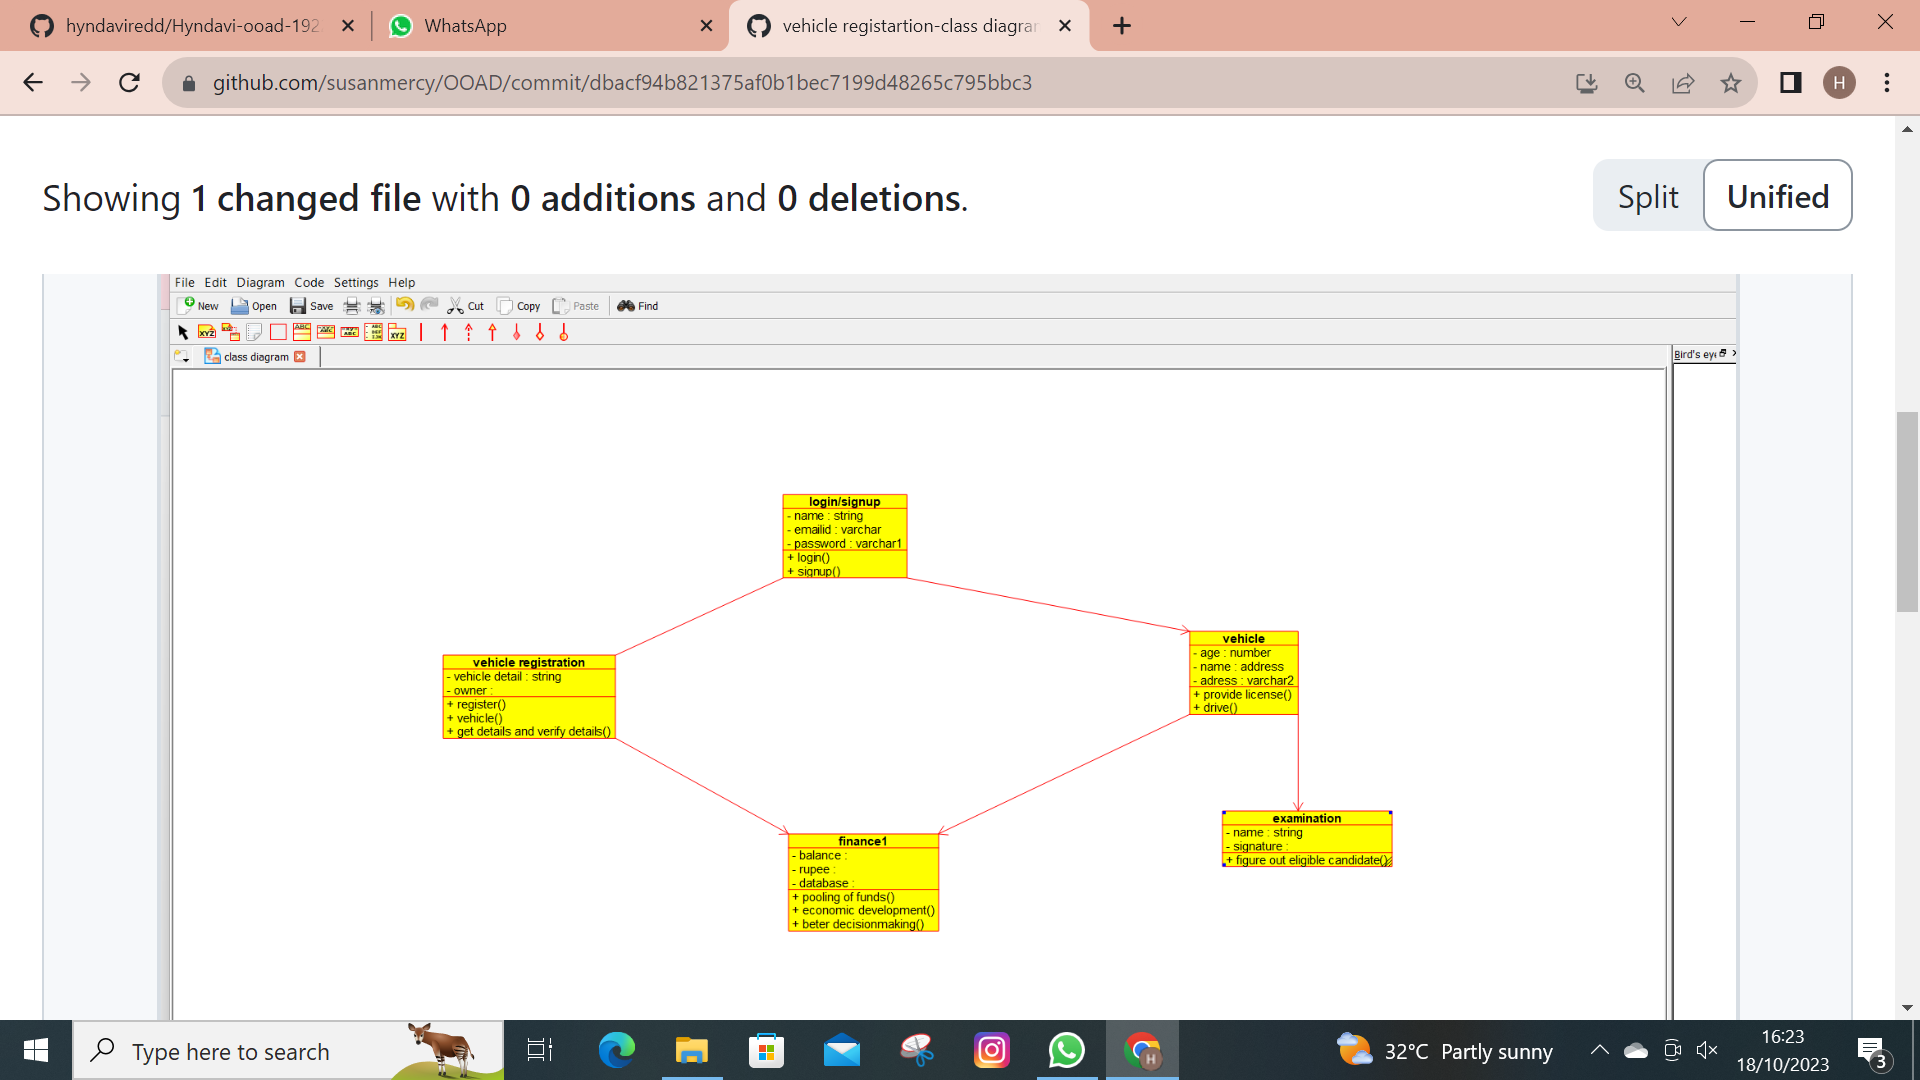 hyndaviredd/Hyndavi-ooad-192
WhatsApp
vehicle registartion-class diagra
github.com/susanmercy/OOAD/commit/dbacf94b821375af0b1bec7199d48265c795bbc3
H
Showing 1 changed file with 0 additions and 0 deletions.
Split
Unified
File Edit Diagram Code Settings Help
New Open Save Cut Copy Paste Find
class diagram
Bird's eye
login/signup
- name : string
- emailid : varchar
- password : varchar1
+ login()
+ signup()
vehicle
- age : number
- name : address
- adress : varchar2
+ provide license()
+ drive()
vehicle registration
- vehicle detail : string
- owner :
+ register()
+ vehicle()
+ get details and verify details()
examination
- name : string
- signature :
+ figure out eligible candidate()
finance1
- balance :
- rupee :
- database :
+ pooling of funds()
+ economic development()
+ beter decisionmaking()
Type here to search
H
32°C Partly sunny
16:23
18/10/2023
3